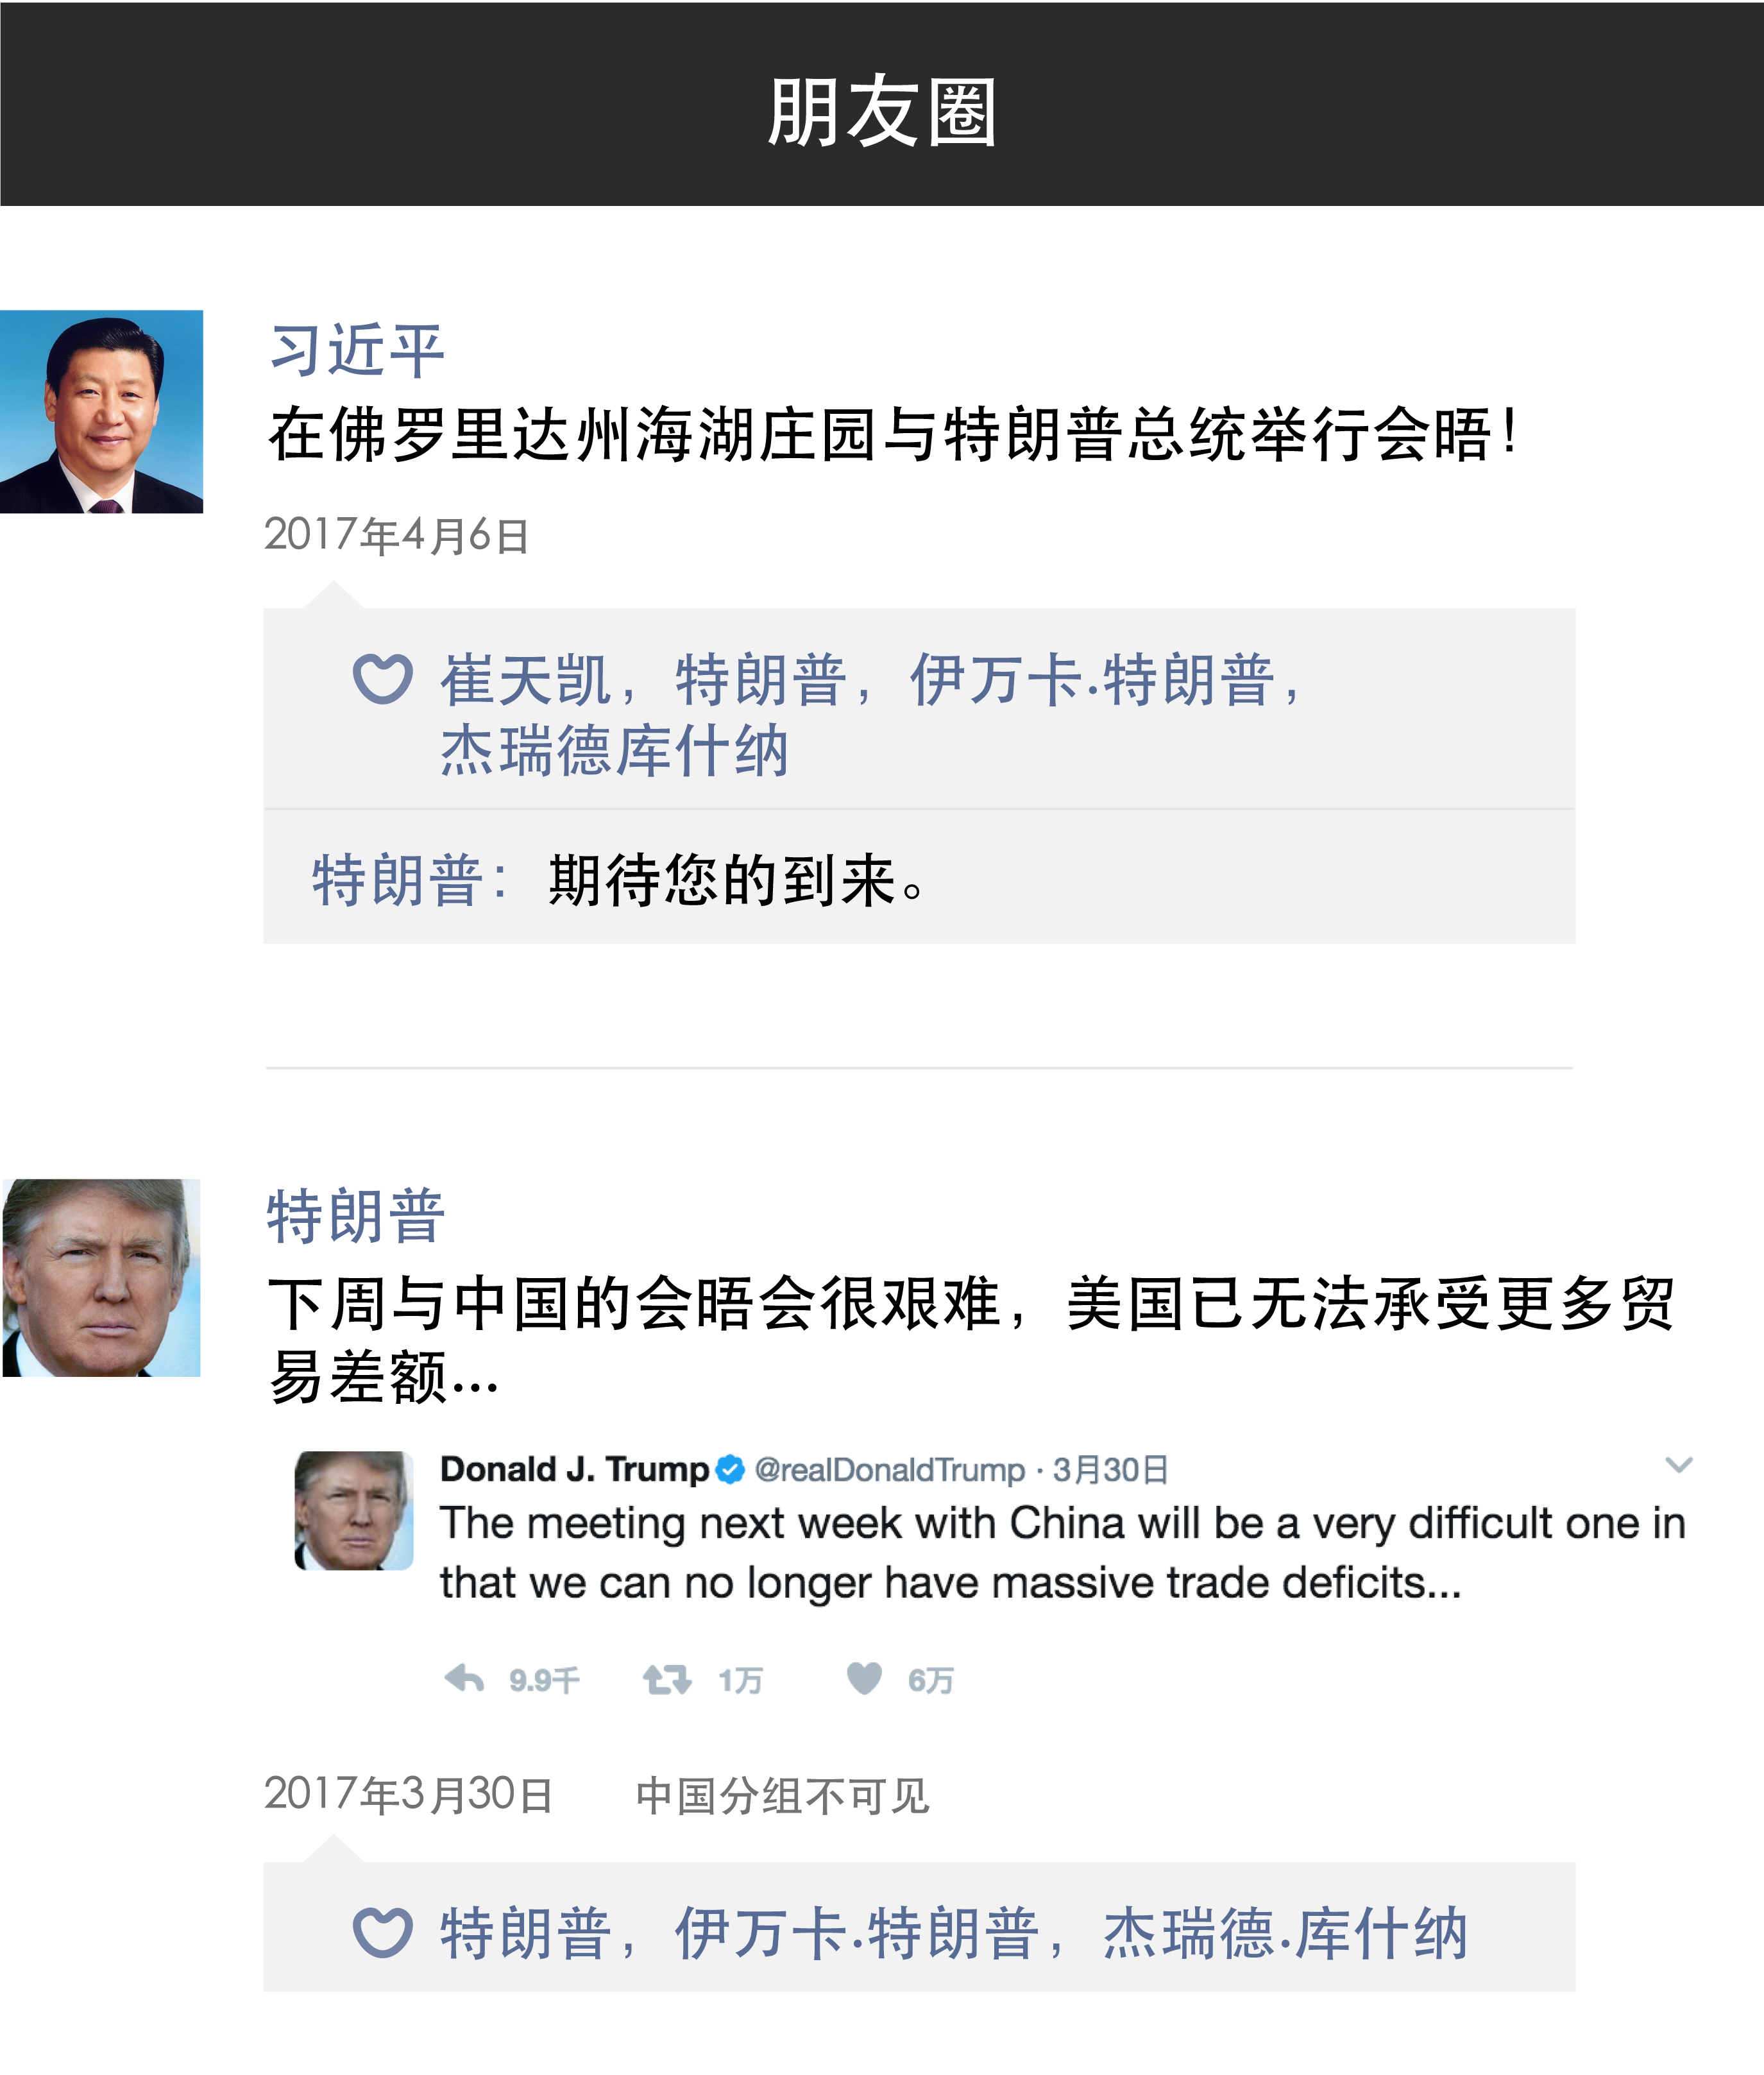 朋友圈
习近平
在佛罗里达州海湖庄园与特朗普总统举行会晤！
2017年4月6日
崔天凯，特朗普，伊万卡·特朗普，
杰瑞德库什纳
特朗普：期待您的到来。
特朗普
下周与中国的会晤会很艰难，美国已无法承受更多贸
易差额...
Donald J. Trump @realDonaldTrump · 3月30日
The meeting next week with China will be a very difficult one in
that we can no longer have massive trade deficits...
9.9千 1万 6万
2017年3月30日 中国分组不可见
特朗普，伊万卡·特朗普，杰瑞德·库什纳